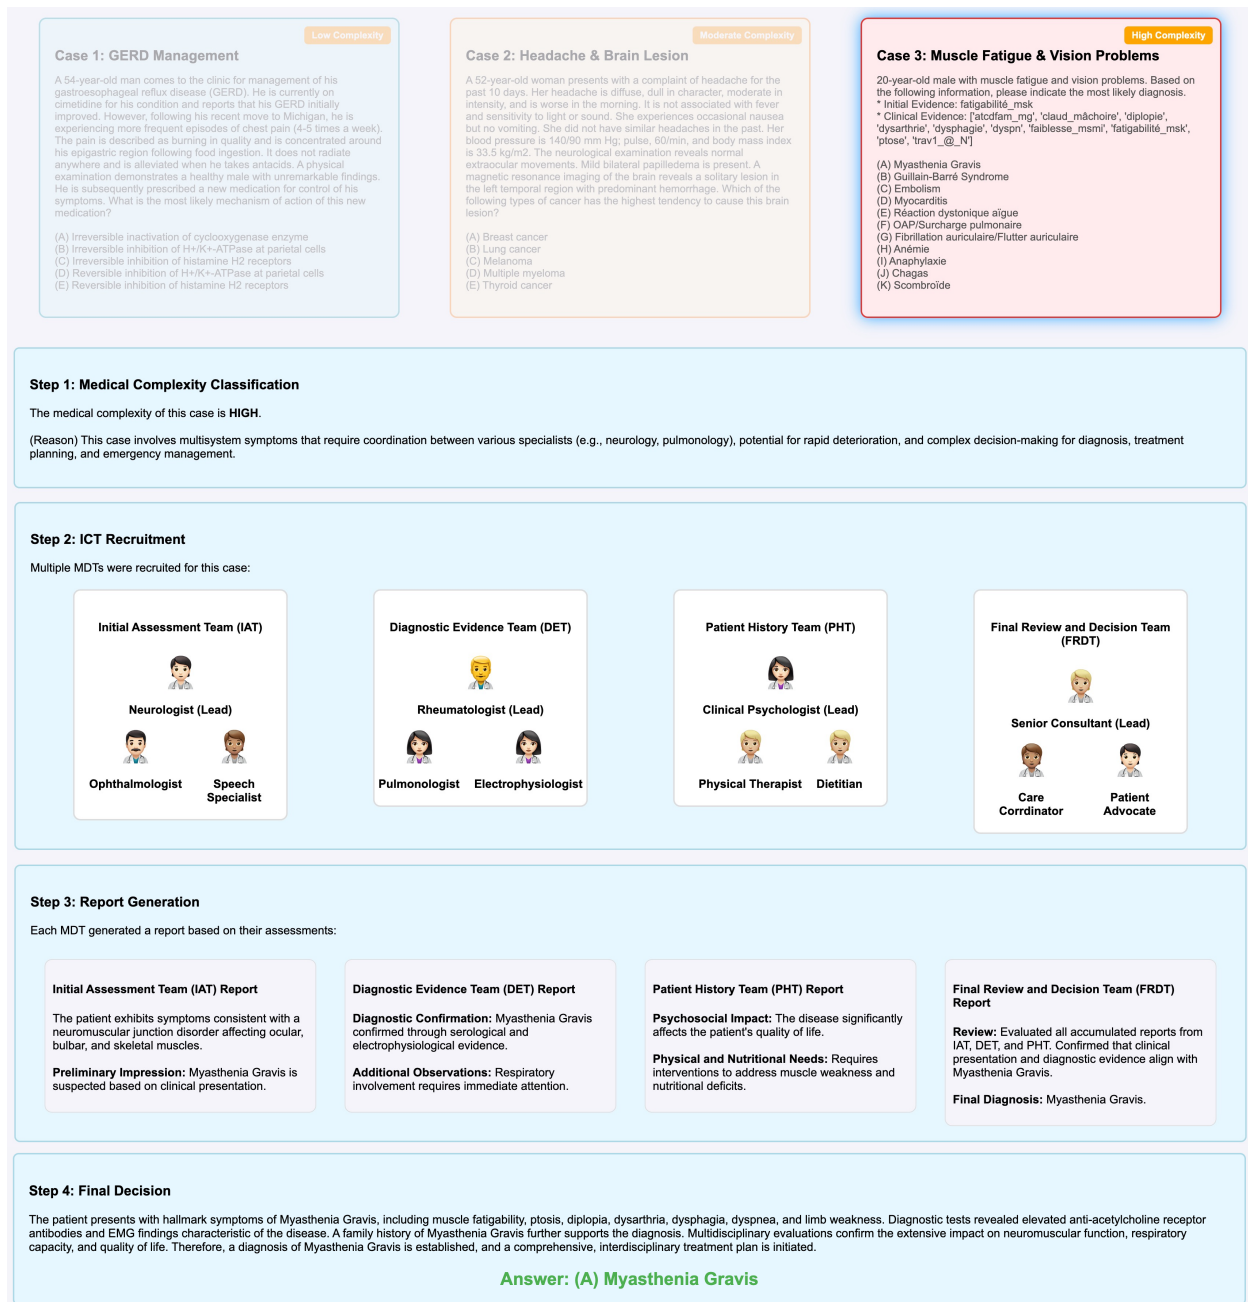 Low Complexity
Case 1: GERD Management
A 54-year-old man comes to the clinic for management of his
gastroesophageal reflux disease (GERD). He is currently on
cimetidine for his condition and reports that his GERD initially
improved. However, following his recent move to Michigan, he is
experiencing more frequent episodes of chest pain (4-5 times a week).
The pain is described as burning in quality and is concentrated around
his epigastric region following food ingestion. It does not radiate
anywhere and is alleviated when he takes antacids. A physical
examination demonstrates a healthy male with unremarkable findings.
He is subsequently prescribed a new medication for control of his
symptoms. What is the most likely mechanism of action of this new
medication?
(A) Irreversible inactivation of cyclooxygenase enzyme
(B) Irreversible inhibition of H+/K+-ATPase at parietal cells
(C) Irreversible inhibition of histamine H2 receptors
(D) Reversible inhibition of H+/K+-ATPase at parietal cells
(E) Reversible inhibition of histamine H2 receptors
Moderate Complexity
Case 2: Headache & Brain Lesion
A 52-year-old woman presents with a complaint of headache for the
past 10 days. Her headache is diffuse, dull in character, moderate in
intensity, and is worse in the morning. It is not associated with fever
and sensitivity to light or sound. She experiences occasional nausea
but no vomiting. She did not have similar headaches in the past. Her
blood pressure is 140/90 mm Hg; pulse, 60/min, and body mass index
is 33.5 kg/m2. The neurological examination reveals normal
extraocular movements. Mild bilateral papilledema is present. A
magnetic resonance imaging of the brain reveals a solitary lesion in
the left temporal region with predominant hemorrhage. Which of the
following types of cancer has the highest tendency to cause this brain
lesion?
(A) Breast cancer
(B) Lung cancer
(C) Melanoma
(D) Multiple myeloma
(E) Thyroid cancer
High Complexity
Case 3: Muscle Fatigue & Vision Problems
20-year-old male with muscle fatigue and vision problems. Based on
the following information, please indicate the most likely diagnosis.
* Initial Evidence: fatigabilité_msk
* Clinical Evidence: ['atcdfam_mg', 'claud_mâchoire', 'diplopie',
'dysarthrie', 'dysphagie', 'dyspn', 'faiblesse_msmi', 'fatigabilité_msk',
'ptose', 'trav1_@_N']
(A) Myasthenia Gravis
(B) Guillain-Barré Syndrome
(C) Embolism
(D) Myocarditis
(E) Réaction dystonique aïgue
(F) OAP/Surcharge pulmonaire
(G) Fibrillation auriculaire/Flutter auriculaire
(H) Anémie
(I) Anaphylaxie
(J) Chagas
(K) Scombroïde
Step 1: Medical Complexity Classification
The medical complexity of this case is HIGH.
(Reason) This case involves multisystem symptoms that require coordination between various specialists (e.g., neurology, pulmonology), potential for rapid deterioration, and complex decision-making for diagnosis, treatment
planning, and emergency management.
Step 2: ICT Recruitment
Multiple MDTs were recruited for this case:
Initial Assessment Team (IAT)
Neurologist (Lead)
Ophthalmologist
Speech
Specialist
Diagnostic Evidence Team (DET)
Rheumatologist (Lead)
Pulmonologist
Electrophysiologist
Patient History Team (PHT)
Clinical Psychologist (Lead)
Physical Therapist
Dietitian
Final Review and Decision Team
(FRDT)
Senior Consultant (Lead)
Care
Corrdinator
Patient
Advocate
Step 3: Report Generation
Each MDT generated a report based on their assessments:
Initial Assessment Team (IAT) Report
The patient exhibits symptoms consistent with a
neuromuscular junction disorder affecting ocular,
bulbar, and skeletal muscles.
Preliminary Impression: Myasthenia Gravis is
suspected based on clinical presentation.
Diagnostic Evidence Team (DET) Report
Diagnostic Confirmation: Myasthenia Gravis
confirmed through serological and
electrophysiological evidence.
Additional Observations: Respiratory
involvement requires immediate attention.
Patient History Team (PHT) Report
Psychosocial Impact: The disease significantly
affects the patient's quality of life.
Physical and Nutritional Needs: Requires
interventions to address muscle weakness and
nutritional deficits.
Final Review and Decision Team (FRDT)
Report
Review: Evaluated all accumulated reports from
IAT, DET, and PHT. Confirmed that clinical
presentation and diagnostic evidence align with
Myasthenia Gravis.
Final Diagnosis: Myasthenia Gravis.
Step 4: Final Decision
The patient presents with hallmark symptoms of Myasthenia Gravis, including muscle fatigability, ptosis, diplopia, dysarthria, dysphagia, dyspnea, and limb weakness. Diagnostic tests revealed elevated anti-acetylcholine receptor
antibodies and EMG findings characteristic of the disease. A family history of Myasthenia Gravis further supports the diagnosis. Multidisciplinary evaluations confirm the extensive impact on neuromuscular function, respiratory
capacity, and quality of life. Therefore, a diagnosis of Myasthenia Gravis is established, and a comprehensive, interdisciplinary treatment plan is initiated.
Answer: (A) Myasthenia Gravis